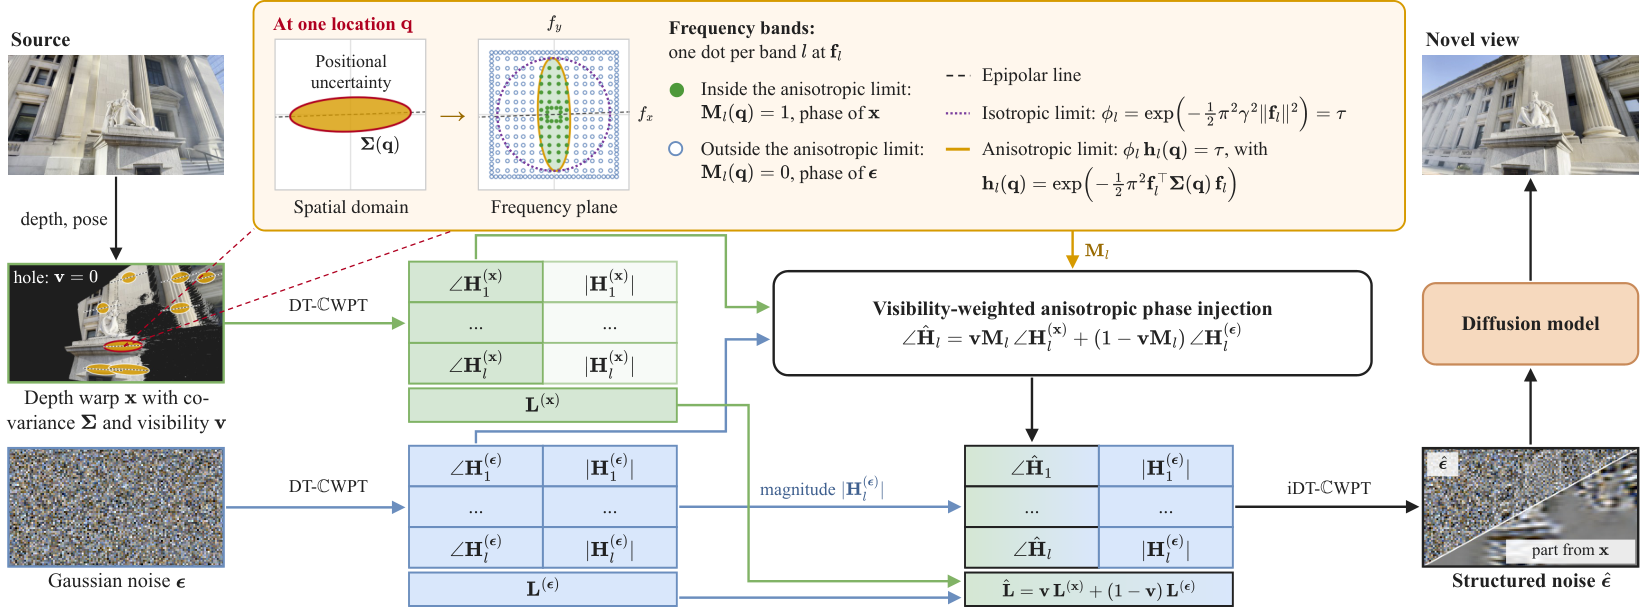 Source
depth, pose
hole: v = 0
Depth warp x with co-
variance Σ and visibility v
Gaussian noise ϵ
At one location q
Positional
uncertainty
Σ(q)
Spatial domain
f_y
f_x
Frequency plane
Frequency bands:
one dot per band l at f_l
Inside the anisotropic limit:
M_l(q) = 1, phase of x
Outside the anisotropic limit:
M_l(q) = 0, phase of ϵ
Epipolar line
Isotropic limit: ϕ_l = exp(−½π²γ²‖f_l‖²) = τ
Anisotropic limit: ϕ_l h_l(q) = τ, with
h_l(q) = exp(−½π²f_l^⊤Σ(q) f_l)
M_l
DT-ℂWPT
∠H_1^(x) |H_1^(x)|
... ...
∠H_l^(x) |H_l^(x)|
L^(x)
DT-ℂWPT
∠H_1^(ϵ) |H_1^(ϵ)|
... ...
∠H_l^(ϵ) |H_l^(ϵ)|
L^(ϵ)
Visibility-weighted anisotropic phase injection
∠Ĥ_l = vM_l ∠H_l^(x) + (1 − vM_l) ∠H_l^(ϵ)
magnitude |H_l^(ϵ)|
∠Ĥ_1 |H_1^(ϵ)|
... ...
∠Ĥ_l |H_l^(ϵ)|
L̂ = v L^(x) + (1 − v) L^(ϵ)
iDT-ℂWPT
Novel view
Diffusion model
ϵ̂
part from x
Structured noise ϵ̂